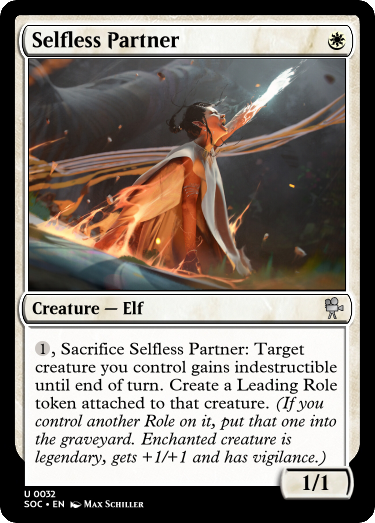 Selfless Partner
Creature — Elf
1, Sacrifice Selfless Partner: Target
creature you control gains indestructible
until end of turn. Create a Leading Role
token attached to that creature. (If you
control another Role on it, put that one into
the graveyard. Enchanted creature is
legendary, gets +1/+1 and has vigilance.)
1/1
U 0032
SOC • EN Max Schiller